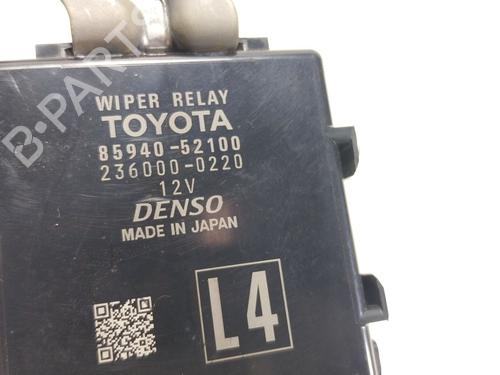 WIPER RELAY
TOYOTA
85940-52100
236000-0220
12V
DENSO
MADE IN JAPAN
L4
B-PARTS